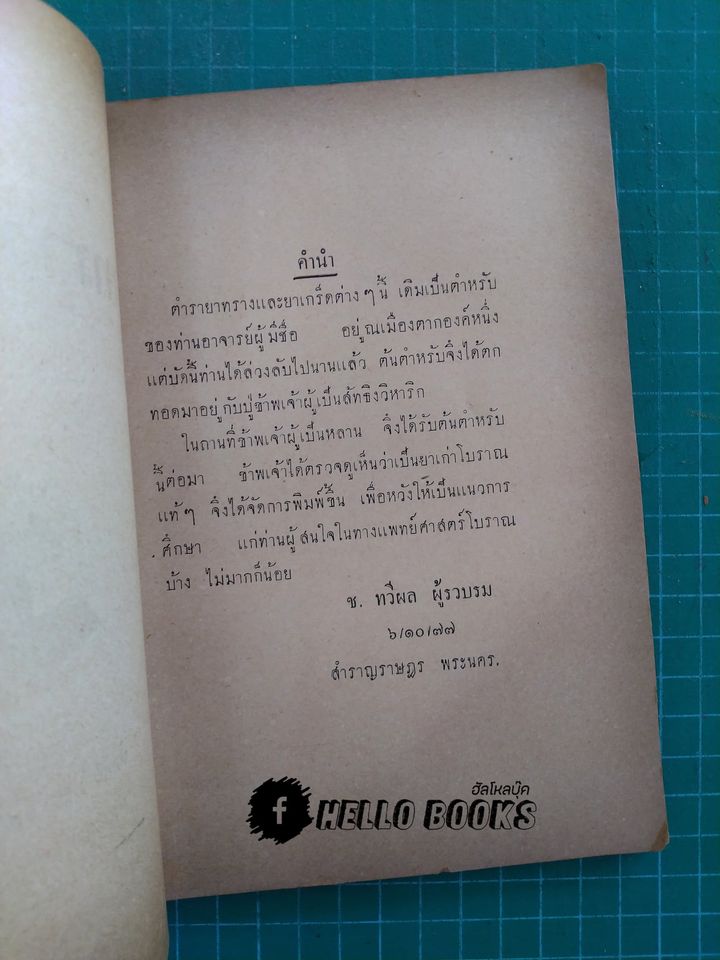 คำนำ
ตำรายาทรางและยาเกร็ดต่างๆนี้ เดิมเป็นตำหรับ
ของท่านอาจารย์ผู้มีชื่อ อยู่ณเมืองตากองค์หนึ่ง
แต่บัดนี้ท่านได้ล่วงลับไปนานแล้ว ต้นตำหรับจึงได้ตก
ทอดมาอยู่กับปู่ข้าพเจ้าผู้เป็นสัทธิงวิหาริก
ในถานที่ข้าพเจ้าผู้เป็นหลาน จึงได้รับต้นตำหรับ
นี้ต่อมา ข้าพเจ้าได้ตรวจดูเห็นว่าเป็นยาเก่าโบราณ
แท้ๆ จึงได้จัดการพิมพ์ขึ้น เพื่อหวังให้เป็นแนวการ
ศึกษา แก่ท่านผู้สนใจในทางแพทย์ศาสตร์โบราณ
บ้าง ไม่มากก็น้อย
ช. ทวีผล ผู้รวบรม
๖/๑๐/๗๗
สำราญราษฎร พระนคร.
ฮัลโหลบุ๊ค
f HELLO BOOKS